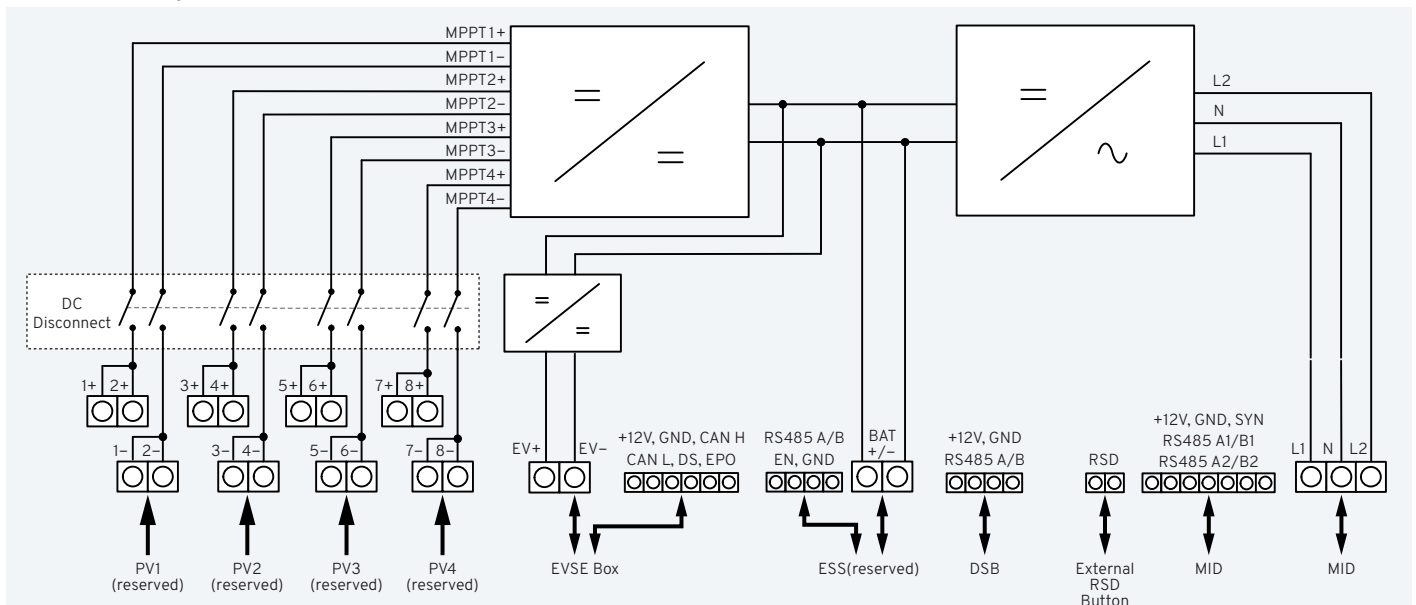 MPPT1+
MPPT1−
MPPT2+
MPPT2−
MPPT3+
MPPT3−
MPPT4+
MPPT4−
L2
N
L1
DC
Disconnect
1+ 2+
3+ 4+
5+ 6+
7+ 8+
1− 2−
3− 4−
5− 6−
7− 8−
EV+
EV−
+12V, GND, CAN H
CAN L, DS, EPO
RS485 A/B
EN, GND
BAT
+/−
+12V, GND
RS485 A/B
RSD
+12V, GND, SYN
RS485 A1/B1
RS485 A2/B2
L1 N L2
PV1
(reserved)
PV2
(reserved)
PV3
(reserved)
PV4
(reserved)
EVSE Box
ESS(reserved)
DSB
External
RSD
Button
MID
MID